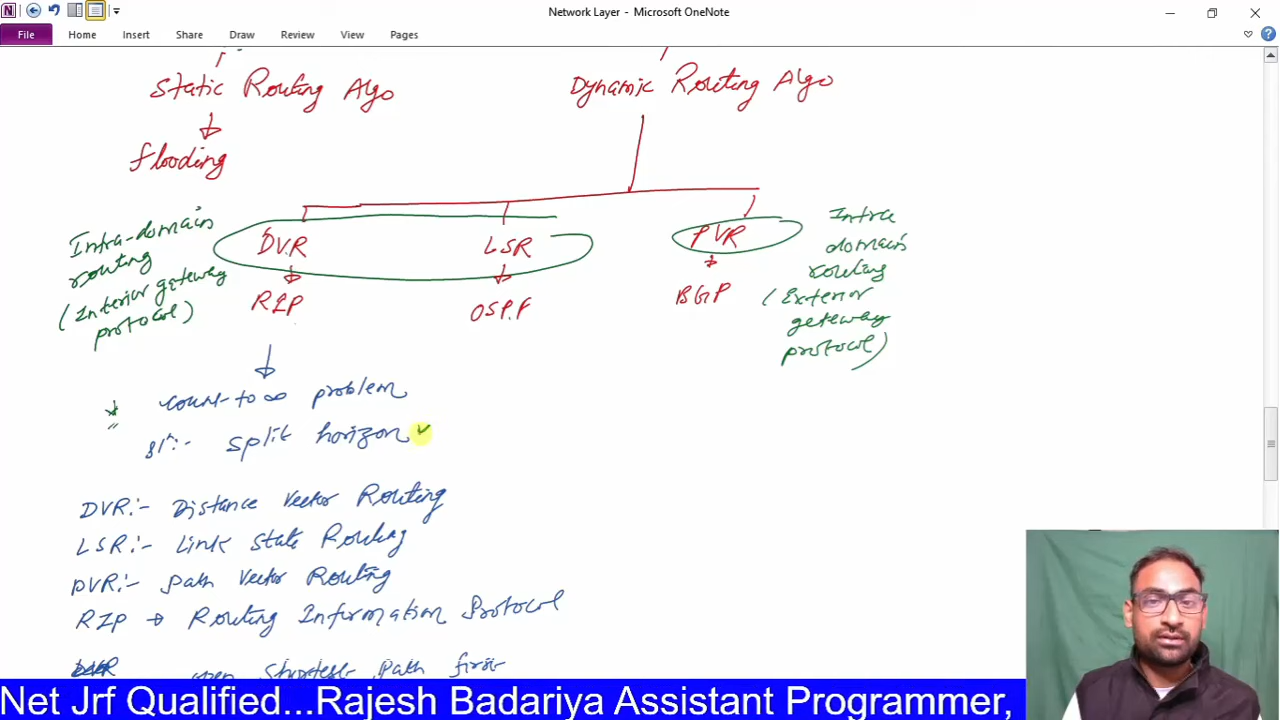 Network Layer - Microsoft OneNote
File Home Insert Share Draw Review View Pages
Static Routing Algo
Dynamic Routing Algo
Flooding
Intra-domain
routing
(Interior gateway
protocol)
DVR
LSR
PVR
RIP
OSPF
BGP
Intra
domain
routing
(Exterior
gateway
protocol)
count-to ∞ problem
sln:- split horizon
DVR:- Distance Vector Routing
LSR:- Link State Routing
PVR:- Path Vector Routing
RIP → Routing Information Protocol
open shortest path first
Net Jrf Qualified...Rajesh Badariya Assistant Programmer,